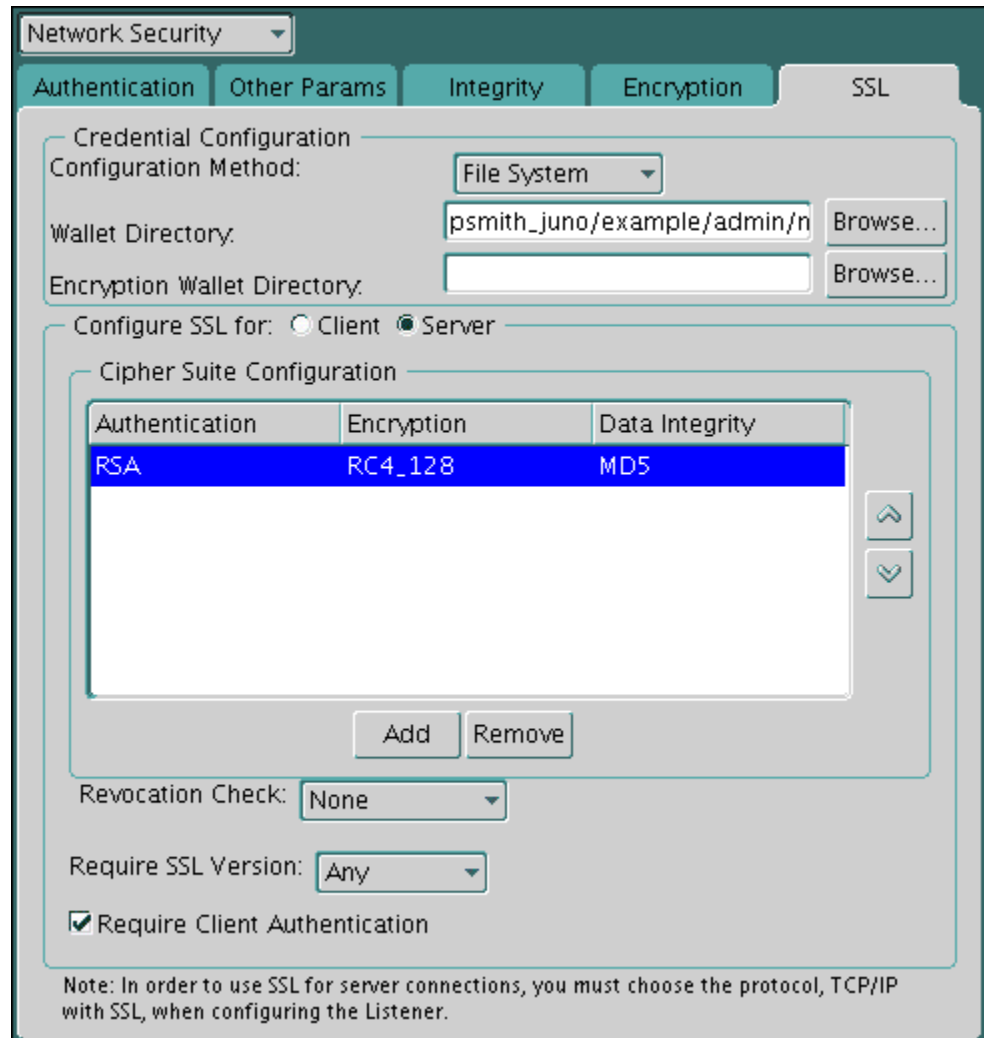 Network Security
Authentication Other Params Integrity Encryption SSL
Credential Configuration
Configuration Method: File System
Wallet Directory: psmith_juno/example/admin/n Browse...
Encryption Wallet Directory: Browse...
Configure SSL for: Client Server
Cipher Suite Configuration
Authentication Encryption Data Integrity
RSA RC4_128 MD5
Add Remove
Revocation Check: None
Require SSL Version: Any
Require Client Authentication
Note: In order to use SSL for server connections, you must choose the protocol, TCP/IP
with SSL, when configuring the Listener.